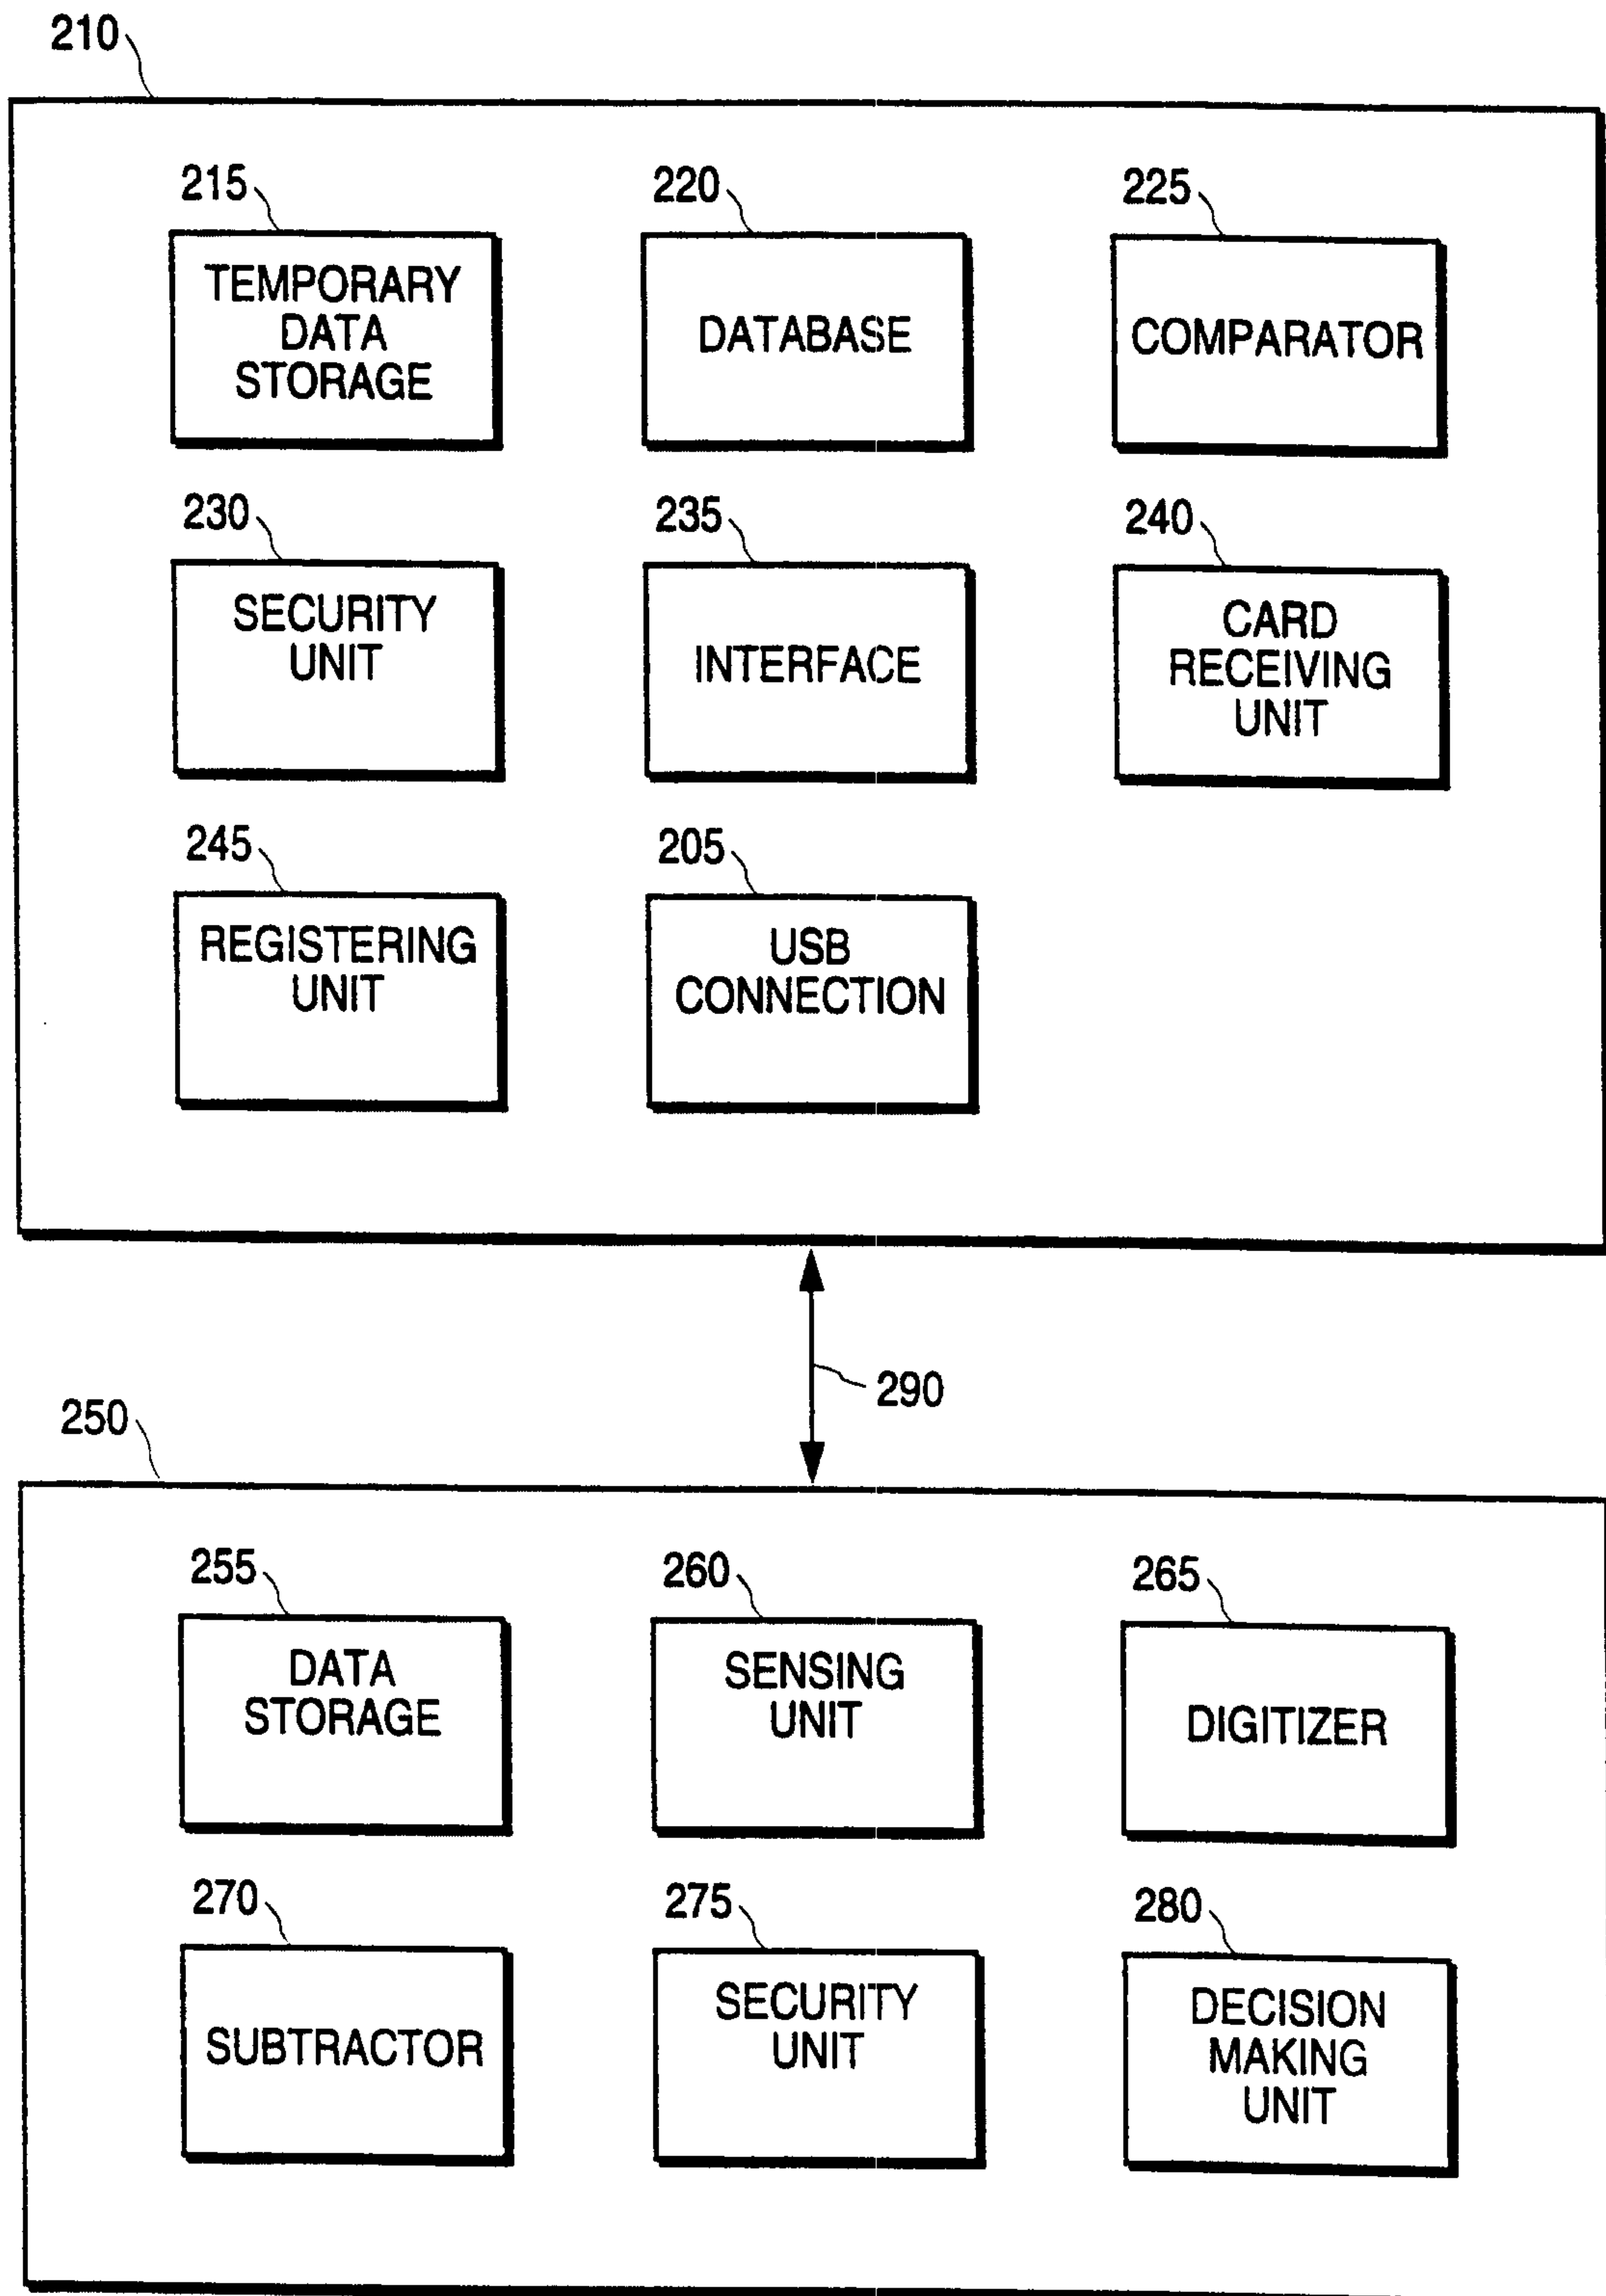 210
215
220
225
TEMPORARY
DATA
STORAGE
DATABASE
COMPARATOR
230
235
240
SECURITY
UNIT
INTERFACE
CARD
RECEIVING
UNIT
245
205
REGISTERING
UNIT
USB
CONNECTION
290
250
255
260
265
DATA
STORAGE
SENSING
UNIT
DIGITIZER
270
275
280
SUBTRACTOR
SECURITY
UNIT
DECISION
MAKING
UNIT